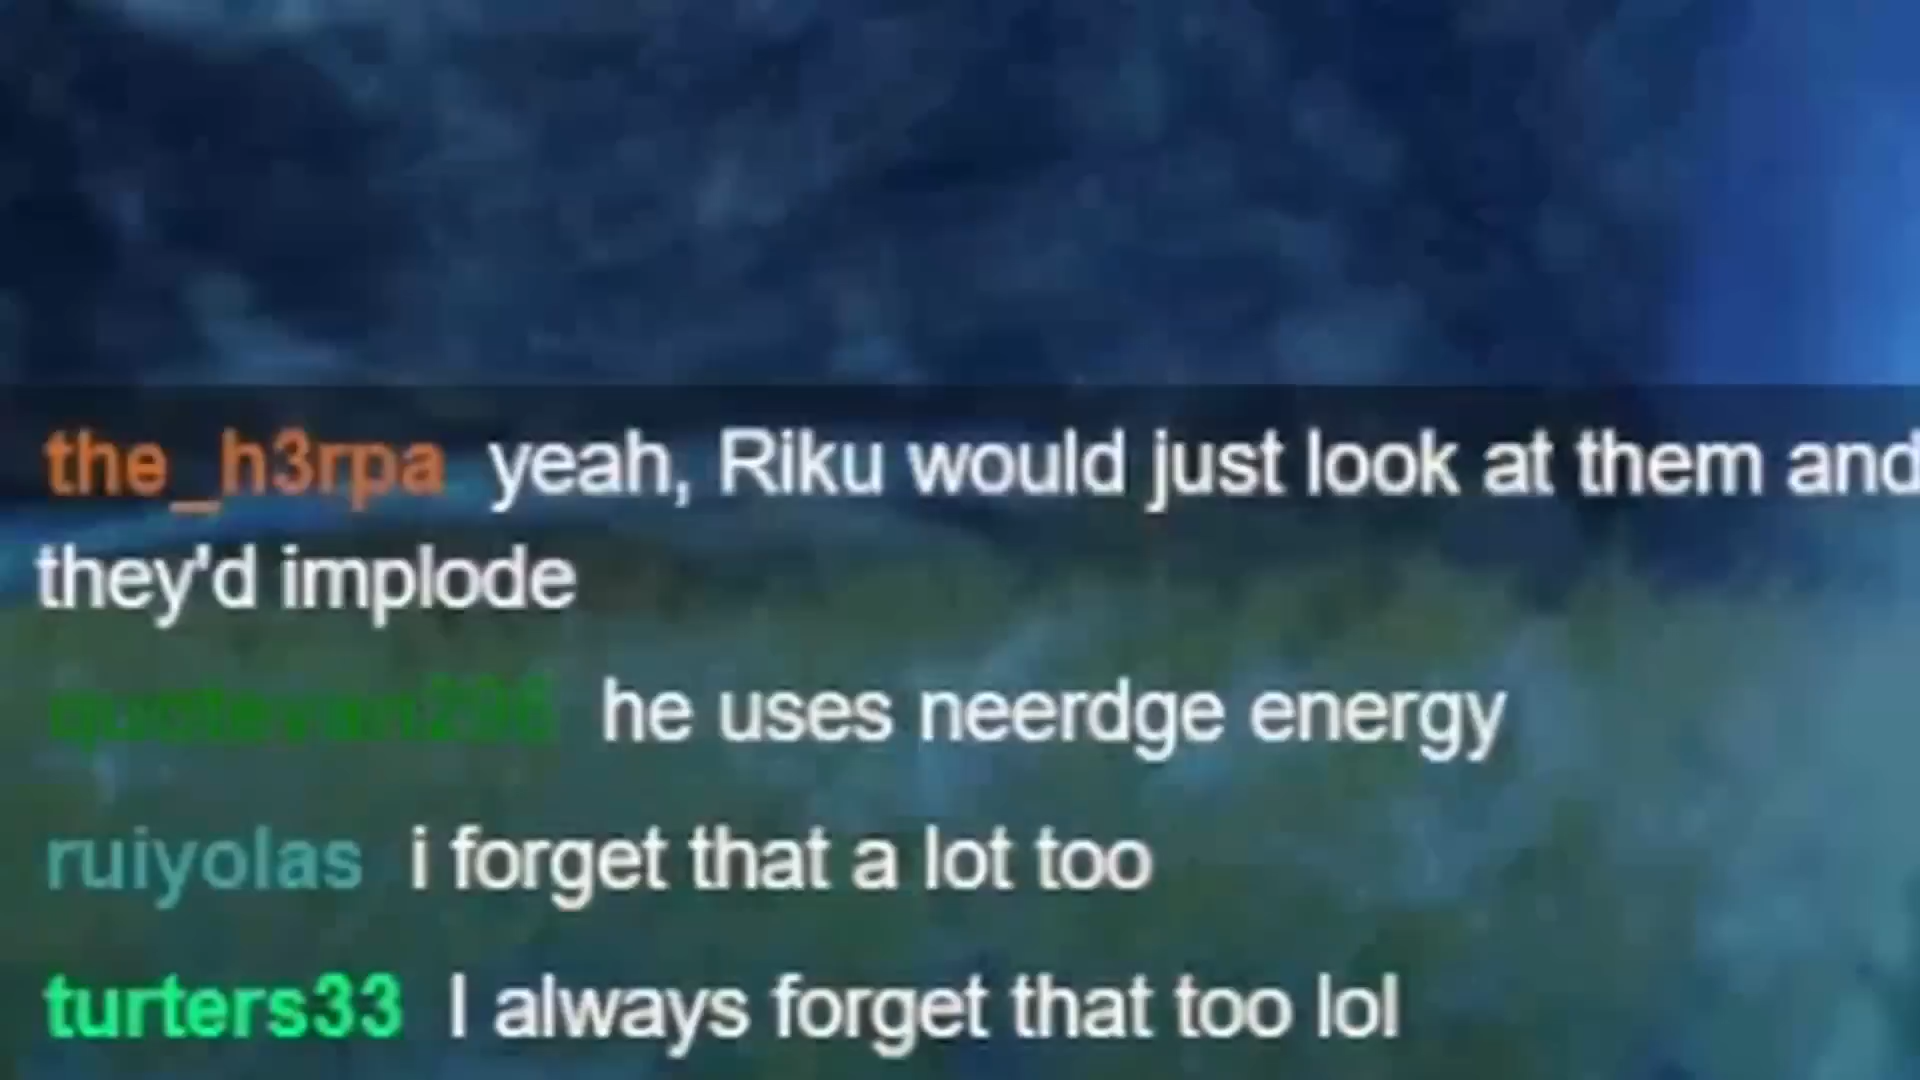 the_h3rpa yeah, Riku would just look at them and
they'd implode
he uses neerdge energy
ruiyolas i forget that a lot too
turters33 I always forget that too lol